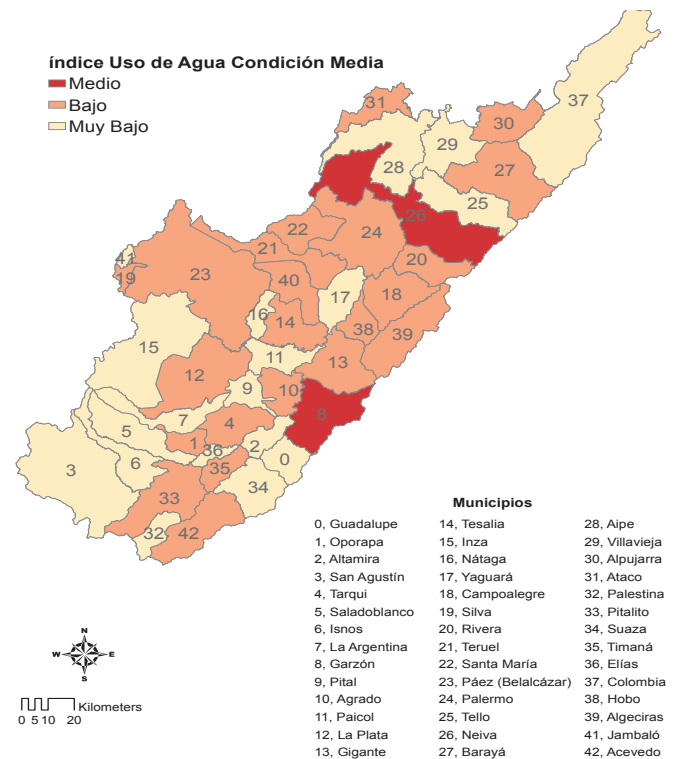 índice Uso de Agua Condición Media
Medio
Bajo
Muy Bajo
37
31
30
29
28
27
25
26
24
22
21
20
41
19
23
40
18
17
16
14
38
39
15
11
13
12
9
10
8
7
4
5
1
36
2
0
3
6
35
34
33
32
42
Municipios
0, Guadalupe
1, Oporapa
2, Altamira
3, San Agustín
4, Tarqui
5, Saladoblanco
6, Isnos
7, La Argentina
8, Garzón
9, Pital
10, Agrado
11, Paicol
12, La Plata
13, Gigante
14, Tesalia
15, Inza
16, Nátaga
17, Yaguará
18, Campoalegre
19, Silva
20, Rivera
21, Teruel
22, Santa María
23, Páez (Belalcázar)
24, Palermo
25, Tello
26, Neiva
27, Barayá
28, Aipe
29, Villavieja
30, Alpujarra
31, Ataco
32, Palestina
33, Pitalito
34, Suaza
35, Timaná
36, Elías
37, Colombia
38, Hobo
39, Algeciras
41, Jambaló
42, Acevedo
N
W E
S
Kilometers
0 5 10 20